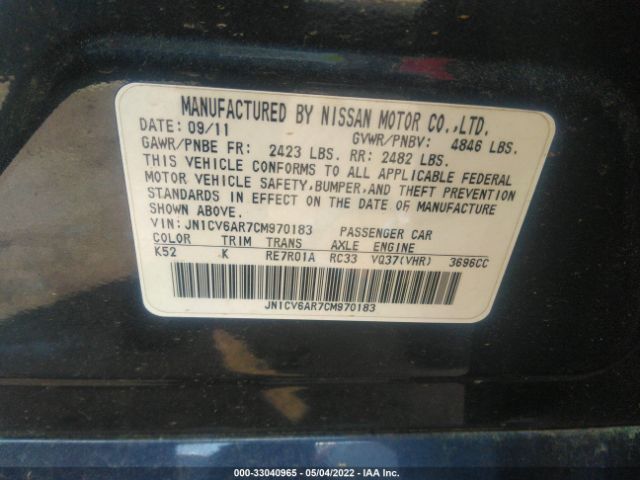 MANUFACTURED BY NISSAN MOTOR CO.,LTD.
DATE: 09/11 GVWR/PNBV: 4846 LBS.
GAWR/PNBE FR: 2423 LBS. RR: 2482 LBS.
THIS VEHICLE CONFORMS TO ALL APPLICABLE FEDERAL
MOTOR VEHICLE SAFETY,BUMPER,AND THEFT PREVENTION
STANDARDS IN EFFECT ON THE DATE OF MANUFACTURE
SHOWN ABOVE.
VIN: JN1CV6AR7CM970183 PASSENGER CAR
COLOR TRIM TRANS AXLE ENGINE
K52 K RE7R01A RC33 VQ37(VHR) 3696CC
JN1CV6AR7CM970183
000-33040965 - 05/04/2022 - IAA Inc.